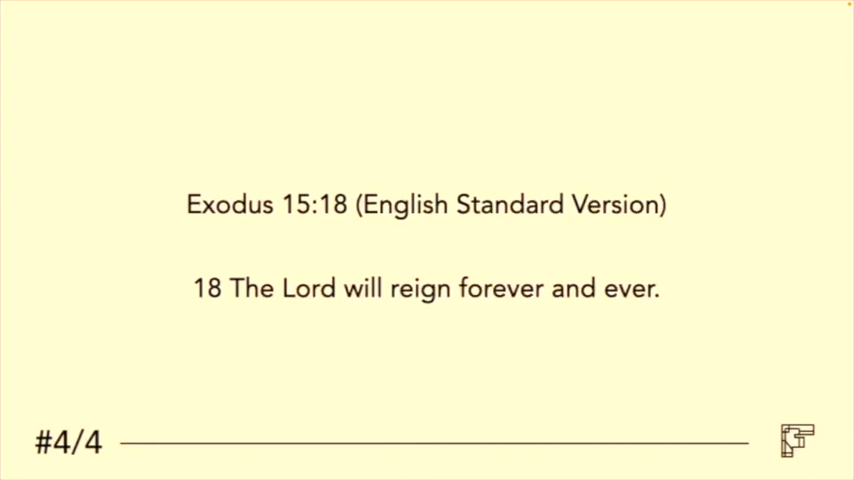 Exodus 15:18 (English Standard Version)
18 The Lord will reign forever and ever.
#4/4